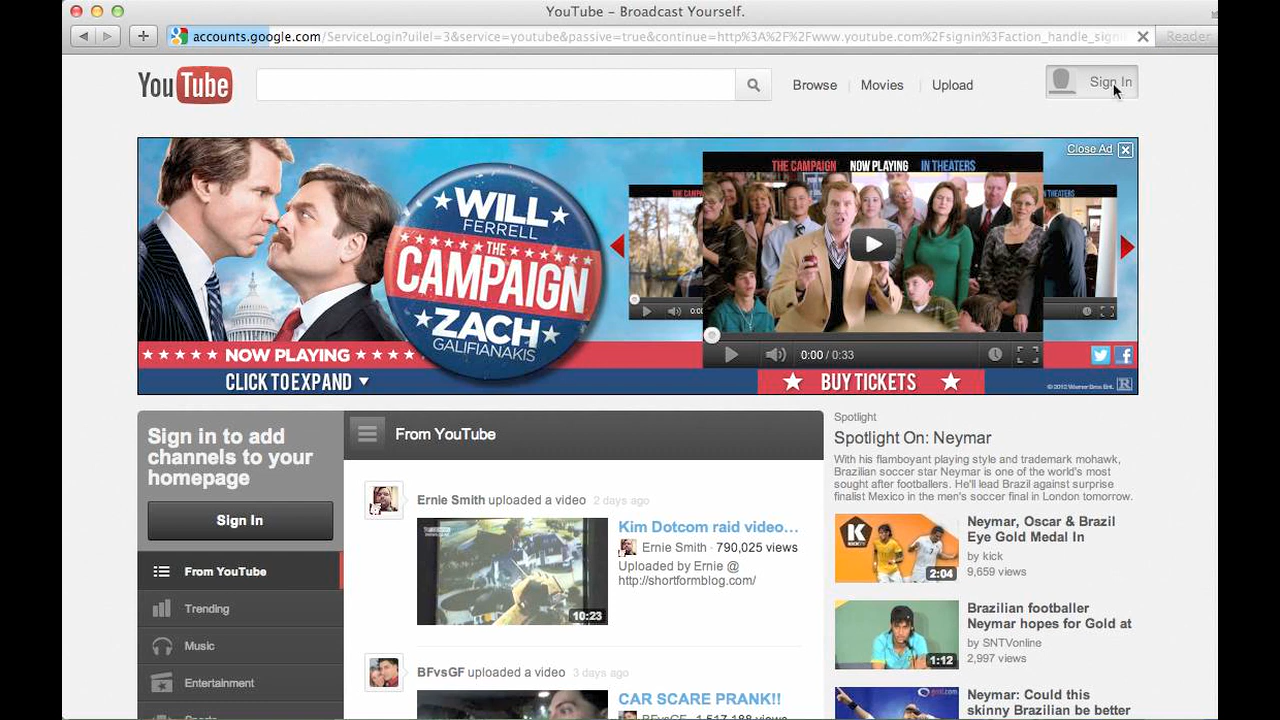 YouTube – Broadcast Yourself.
accounts.google.com/ServiceLogin?uilel=3&service=youtube&passive=true&continue=http%3A%2F%2Fwww.youtube.com%2Fsignin%3Faction_handle_signi
Reader
YouTube
Browse
Movies
Upload
Sign In
Close Ad
WILL
FERRELL
THE
CAMPAIGN
ZACH
GALIFIANAKIS
THE CAMPAIGN NOW PLAYING IN THEATERS
0:00 / 0:33
NOW PLAYING
CLICK TO EXPAND
BUY TICKETS
© 2012 Warner Bros. Ent.
R
Sign in to add
channels to your
homepage
Sign In
From YouTube
Trending
Music
Entertainment
From YouTube
Ernie Smith uploaded a video 2 days ago
Kim Dotcom raid video...
Ernie Smith · 790,025 views
Uploaded by Ernie @
http://shortformblog.com/
10:23
BFvsGF uploaded a video 3 days ago
CAR SCARE PRANK!!
BFvsGF · 1,517,188 views
Spotlight
Spotlight On: Neymar
With his flamboyant playing style and trademark mohawk,
Brazilian soccer star Neymar is one of the world's most
sought after footballers. He'll lead Brazil against surprise
finalist Mexico in the men's soccer final in London tomorrow.
Neymar, Oscar & Brazil
Eye Gold Medal In
by kick
9,659 views
2:04
Brazilian footballer
Neymar hopes for Gold at
by SNTVonline
2,997 views
1:12
Neymar: Could this
skinny Brazilian be better